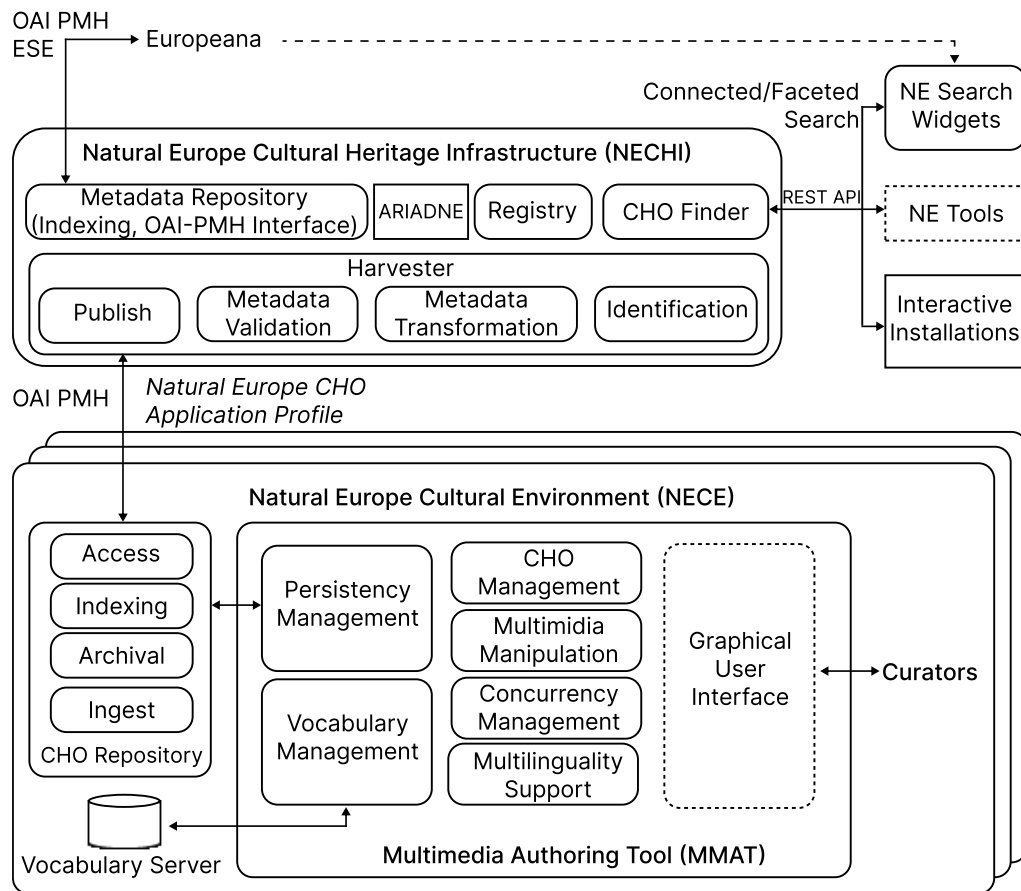 OAI PMH
ESE
Europeana
Connected/Faceted
Search
NE Search
Widgets
Natural Europe Cultural Heritage Infrastructure (NECHI)
Metadada Repository
(Indexing, OAI-PMH Interface)
ARIADNE
Registry
CHO Finder
REST API
NE Tools
Harvester
Publish
Metadada
Validation
Metadada
Transformation
Identification
Interactive
Installations
OAI PMH
Natural Europe CHO
Application Profile
Natural Europe Cultural Environment (NECE)
Access
Indexing
Archival
Ingest
CHO Repository
Persistency
Management
Vocabulary
Management
CHO
Management
Multimidia
Manipulation
Concurrency
Management
Multilinguality
Support
Graphical
User
Interface
Curators
Vocabulary Server
Multimedia Authoring Tool (MMAT)